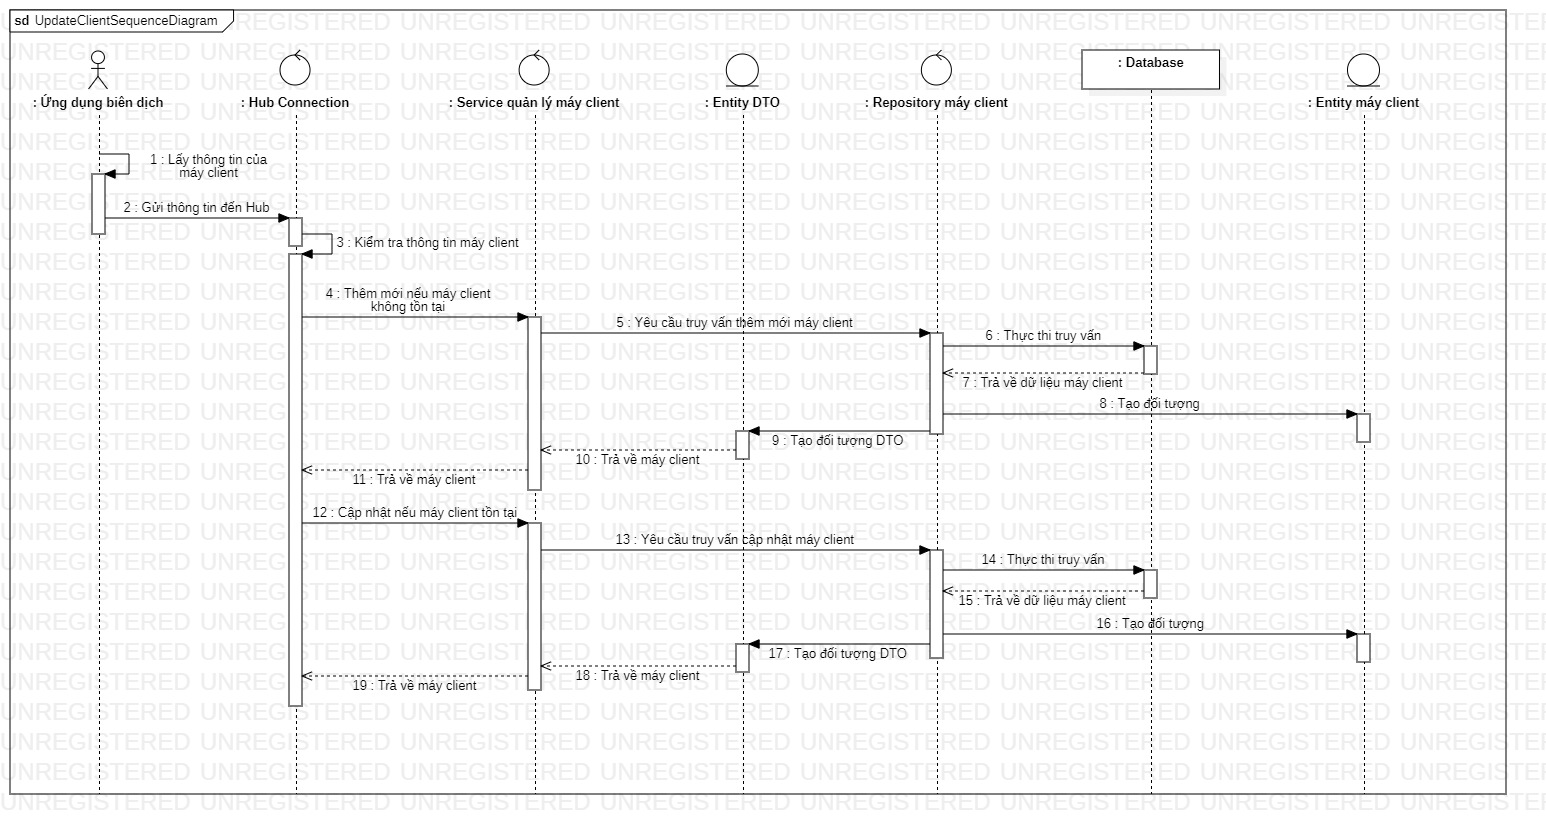 sd UpdateClientSequenceDiagram
: Ứng dụng biên dịch
: Hub Connection
: Service quản lý máy client
: Entity DTO
: Repository máy client
: Database
: Entity máy client
1 : Lấy thông tin của
máy client
2 : Gửi thông tin đến Hub
3 : Kiểm tra thông tin máy client
4 : Thêm mới nếu máy client
không tồn tại
5 : Yêu cầu truy vấn thêm mới máy client
6 : Thực thi truy vấn
7 : Trả về dữ liệu máy client
8 : Tạo đối tượng
9 : Tạo đối tượng DTO
10 : Trả về máy client
11 : Trả về máy client
12 : Cập nhật nếu máy client tồn tại
13 : Yêu cầu truy vấn cập nhật máy client
14 : Thực thi truy vấn
15 : Trả về dữ liệu máy client
16 : Tạo đối tượng
17 : Tạo đối tượng DTO
18 : Trả về máy client
19 : Trả về máy client
UNREGISTERED